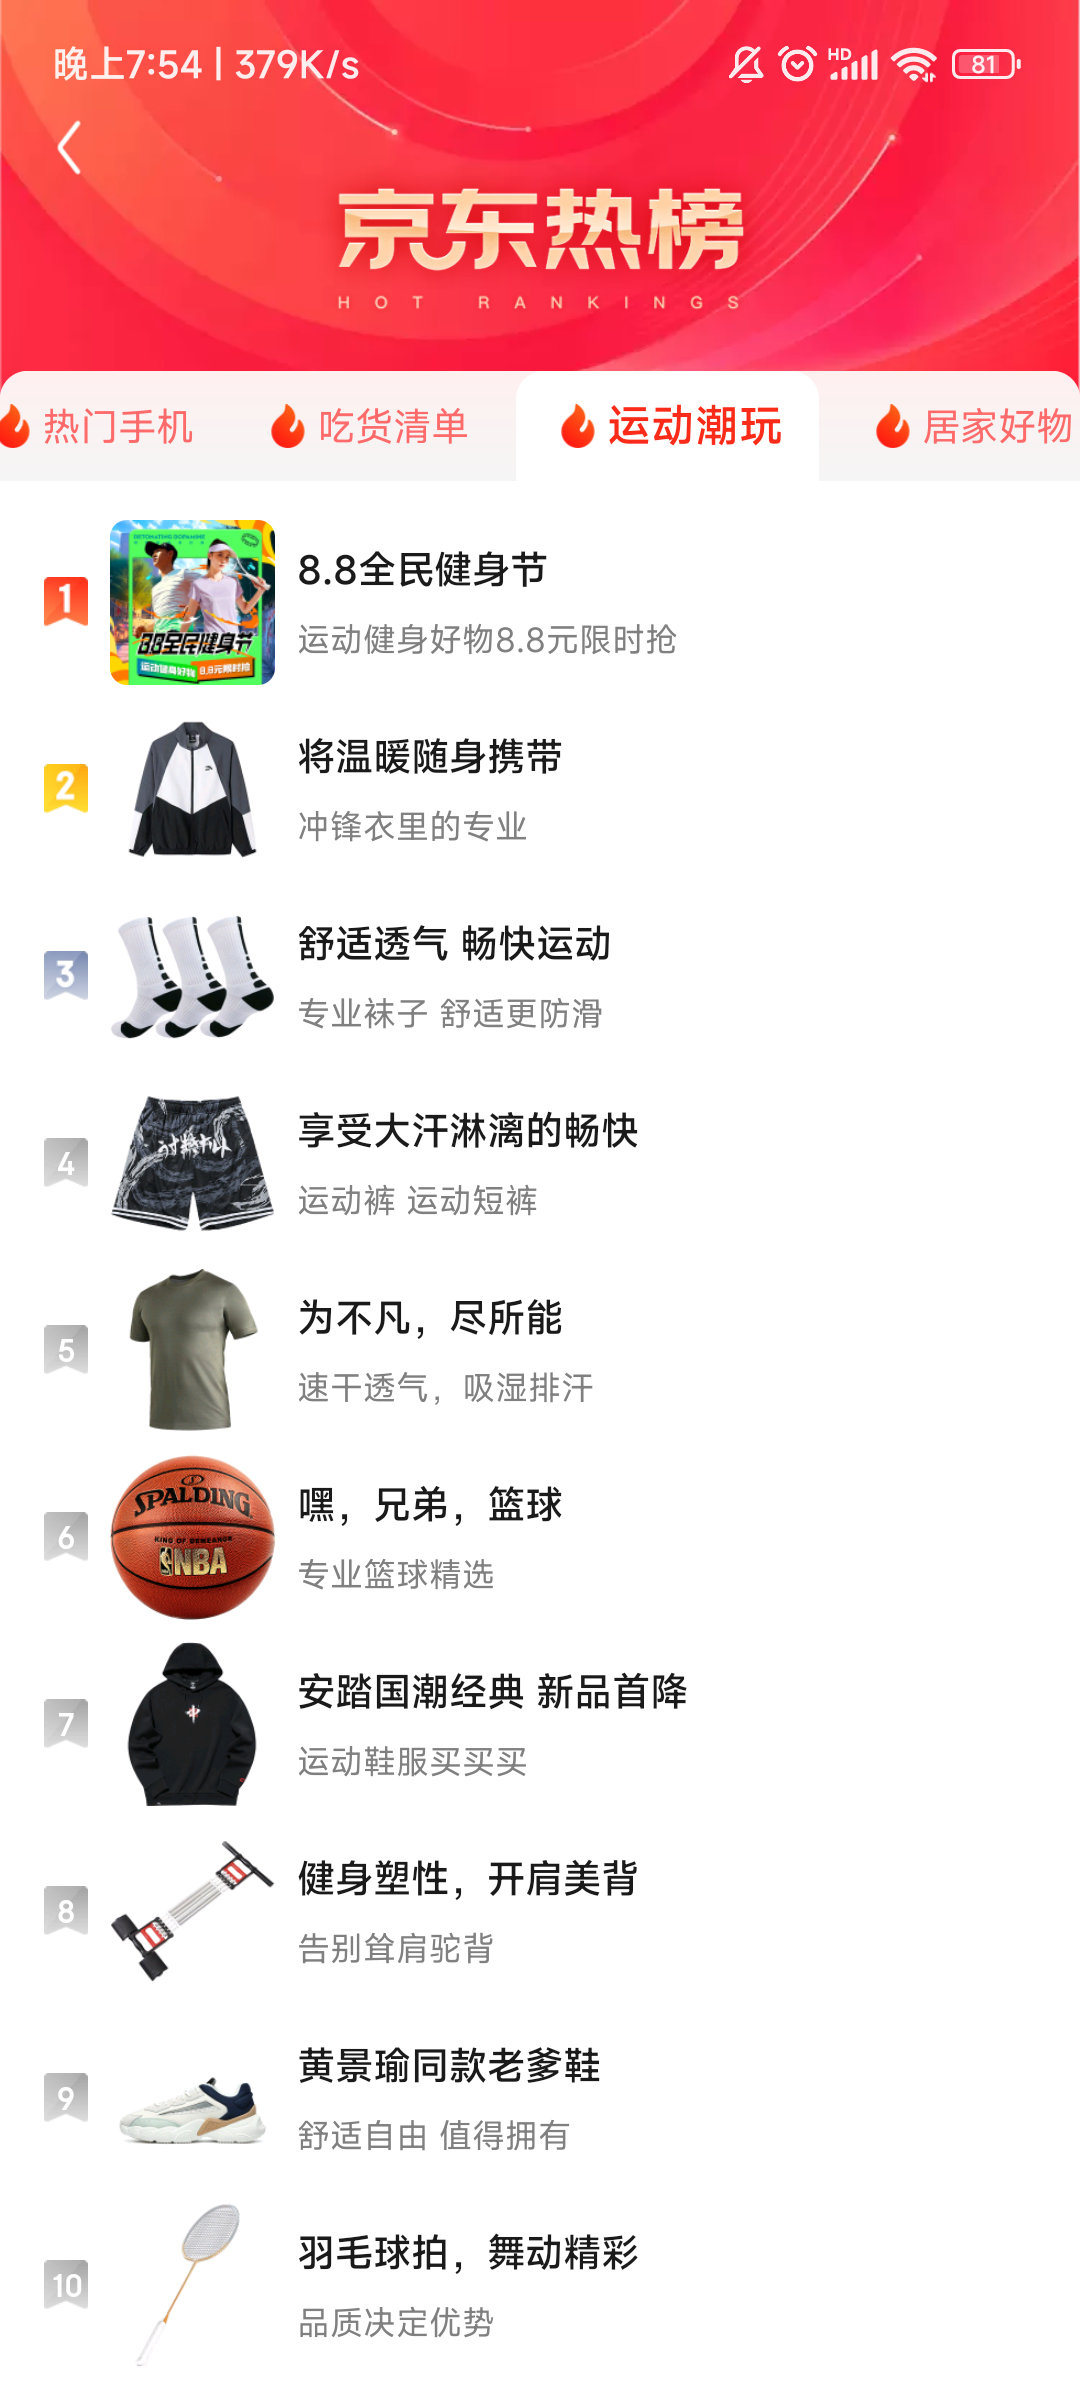 晚上7:54 | 379K/s
HD
81
京东热榜
HOT RANKINGS
热门手机
吃货清单
运动潮玩
居家好物
1
DETONATING DOPAMINE
8.8全民健身节
运动健身好物 8.8元限时抢
8.8全民健身节
运动健身好物8.8元限时抢
2
将温暖随身携带
冲锋衣里的专业
3
舒适透气 畅快运动
专业袜子 舒适更防滑
4
享受大汗淋漓的畅快
运动裤 运动短裤
5
为不凡，尽所能
速干透气，吸湿排汗
SPALDING
NBA
6
嘿，兄弟，篮球
专业篮球精选
7
安踏国潮经典 新品首降
运动鞋服买买买
8
健身塑性，开肩美背
告别耸肩驼背
9
黄景瑜同款老爹鞋
舒适自由 值得拥有
10
羽毛球拍，舞动精彩
品质决定优势